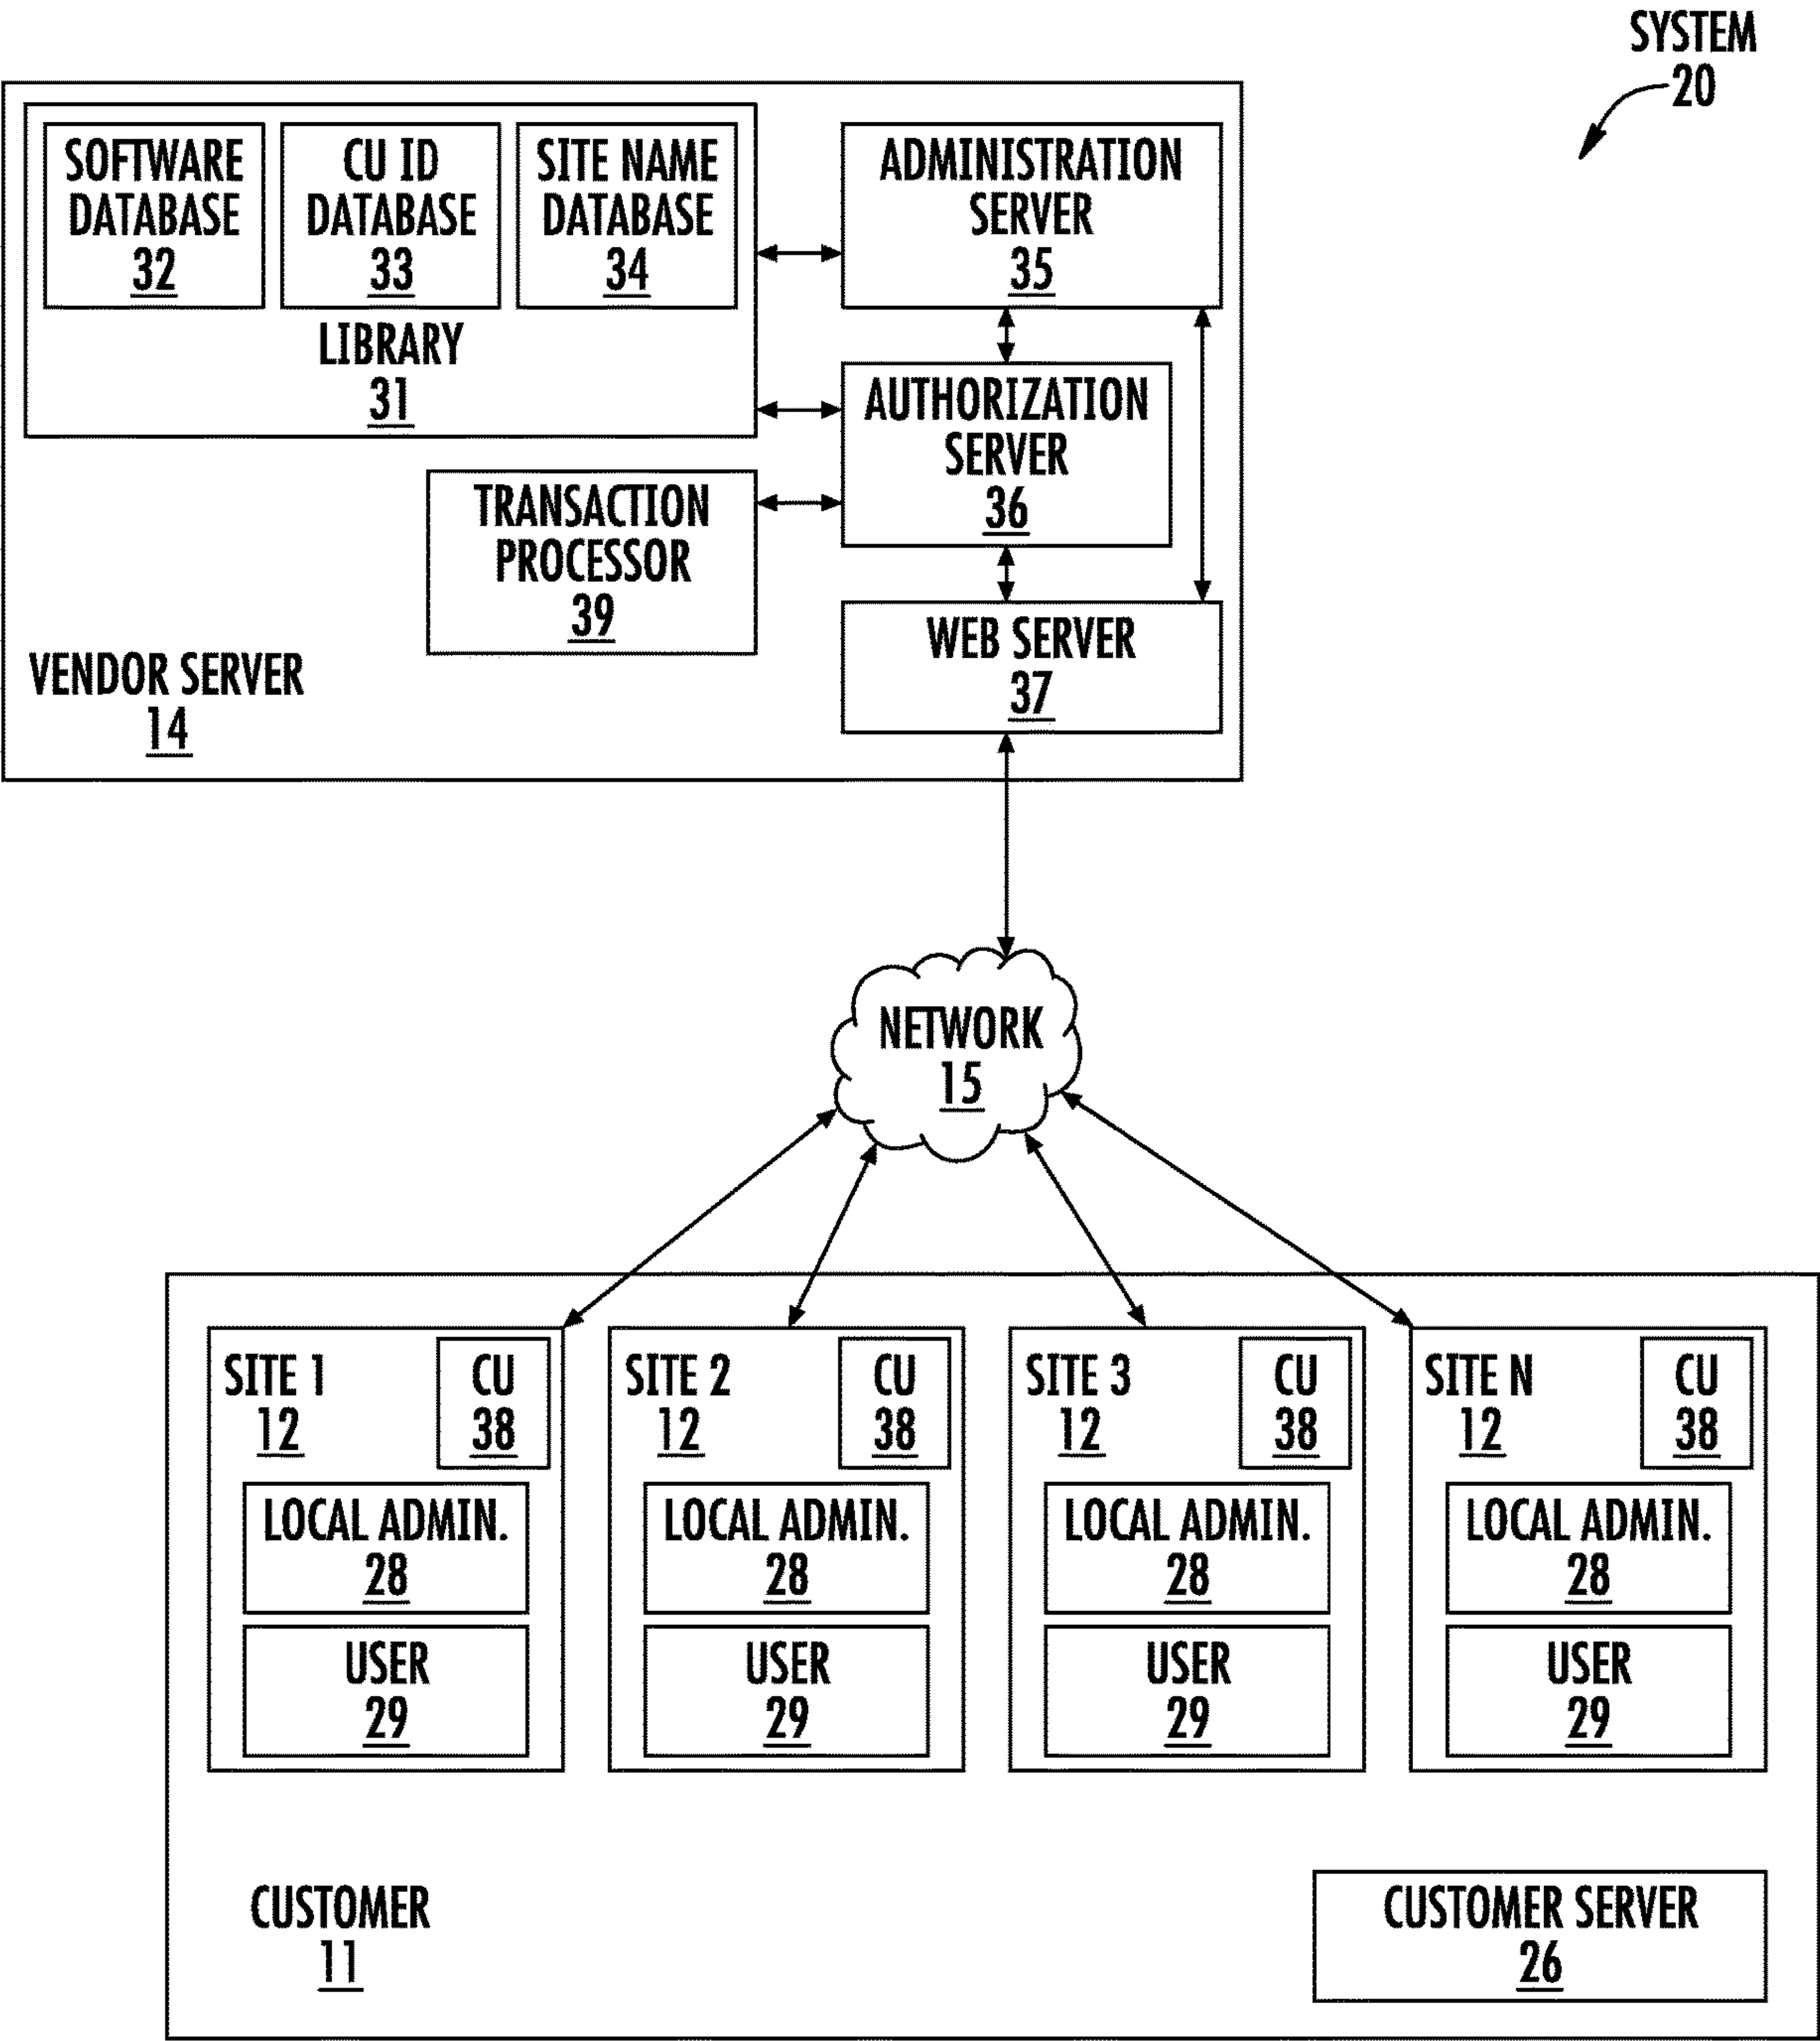 SYSTEM
20
SOFTWARE
DATABASE
32
CU ID
DATABASE
33
SITE NAME
DATABASE
34
LIBRARY
31
ADMINISTRATION
SERVER
35
AUTHORIZATION
SERVER
36
TRANSACTION
PROCESSOR
39
WEB SERVER
37
VENDOR SERVER
14
NETWORK
15
SITE 1
12
CU
38
LOCAL ADMIN.
28
USER
29
SITE 2
12
CU
38
LOCAL ADMIN.
28
USER
29
SITE 3
12
CU
38
LOCAL ADMIN.
28
USER
29
SITE N
12
CU
38
LOCAL ADMIN.
28
USER
29
CUSTOMER
11
CUSTOMER SERVER
26